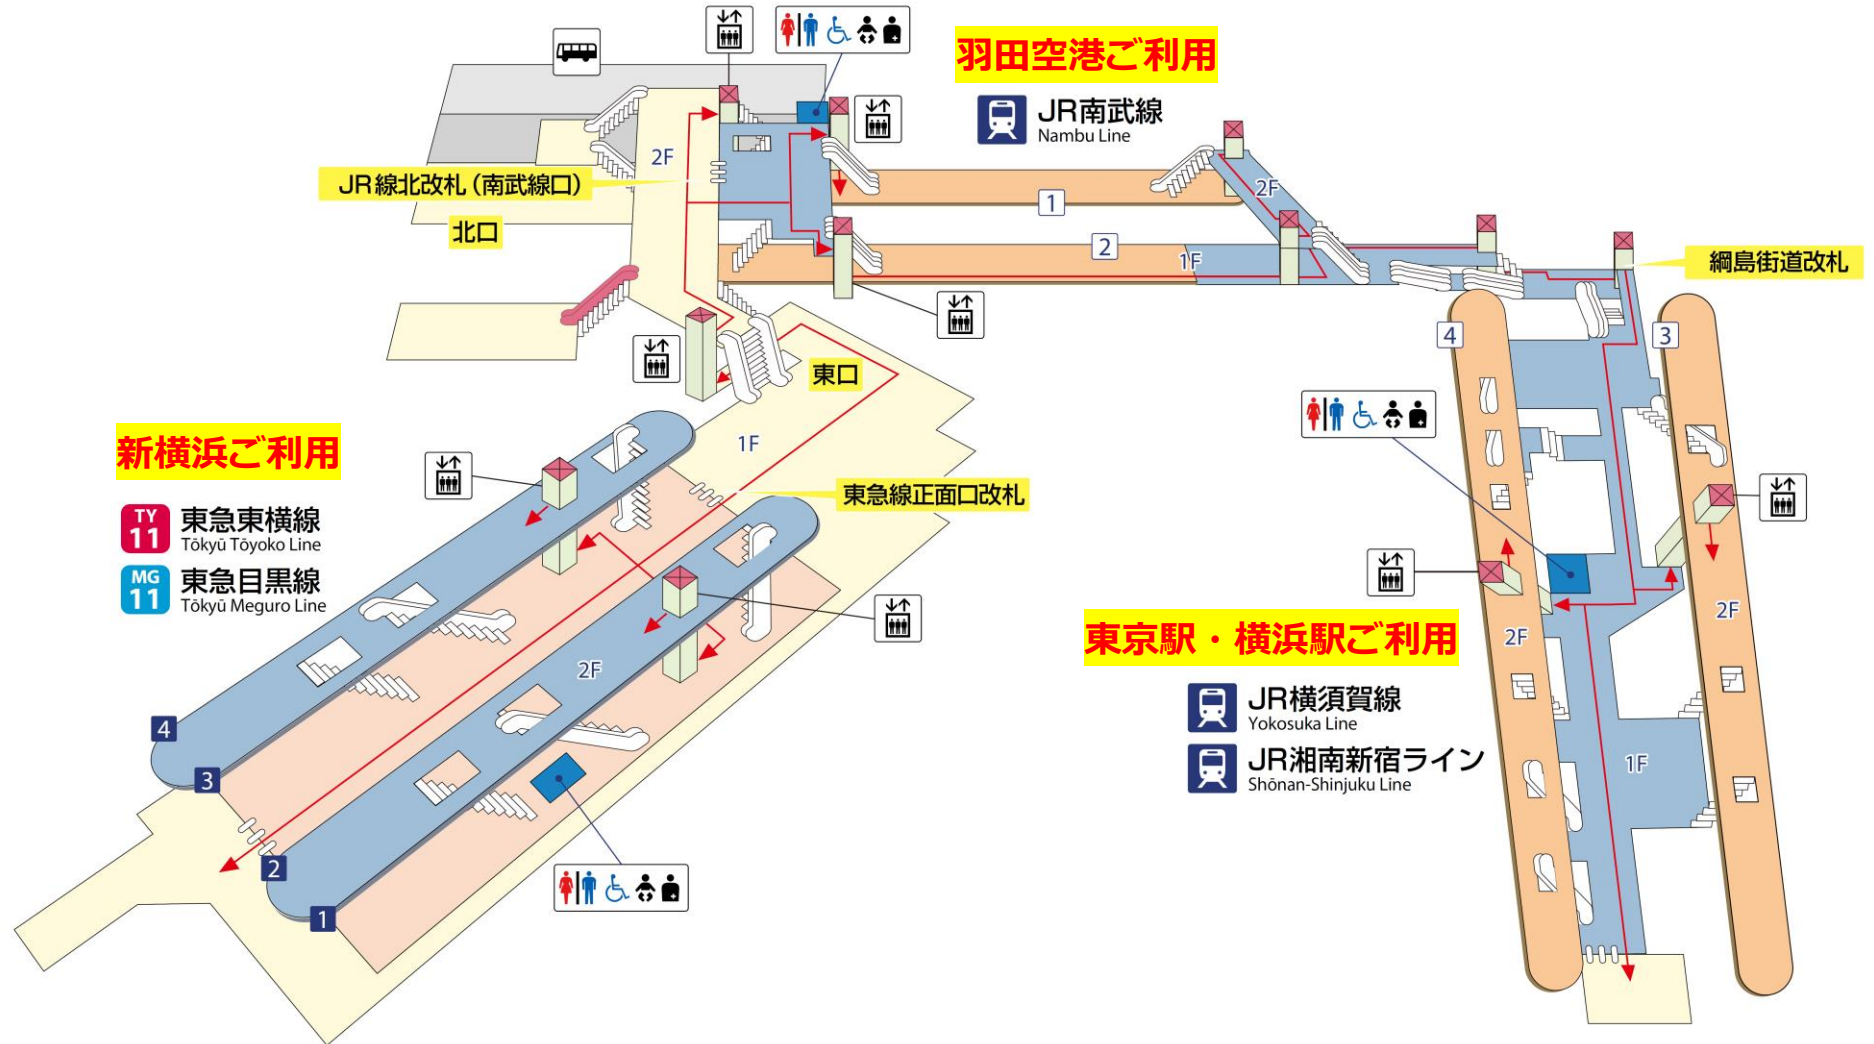 羽田空港ご利用
JR南武線
Nambu Line
2F
JR線北改札(南武線口)
北口
1
2F
2
1F
綱島街道改札
4
3
東口
新横浜ご利用
1F
TY
11
東急東横線
Tōkyū Tōyoko Line
東急線正面口改札
MG
11
東急目黒線
Tōkyū Meguro Line
2F
4
3
2
1
東京駅・横浜駅ご利用
2F
2F
JR横須賀線
Yokosuka Line
JR湘南新宿ライン
Shōnan-Shinjuku Line
1F